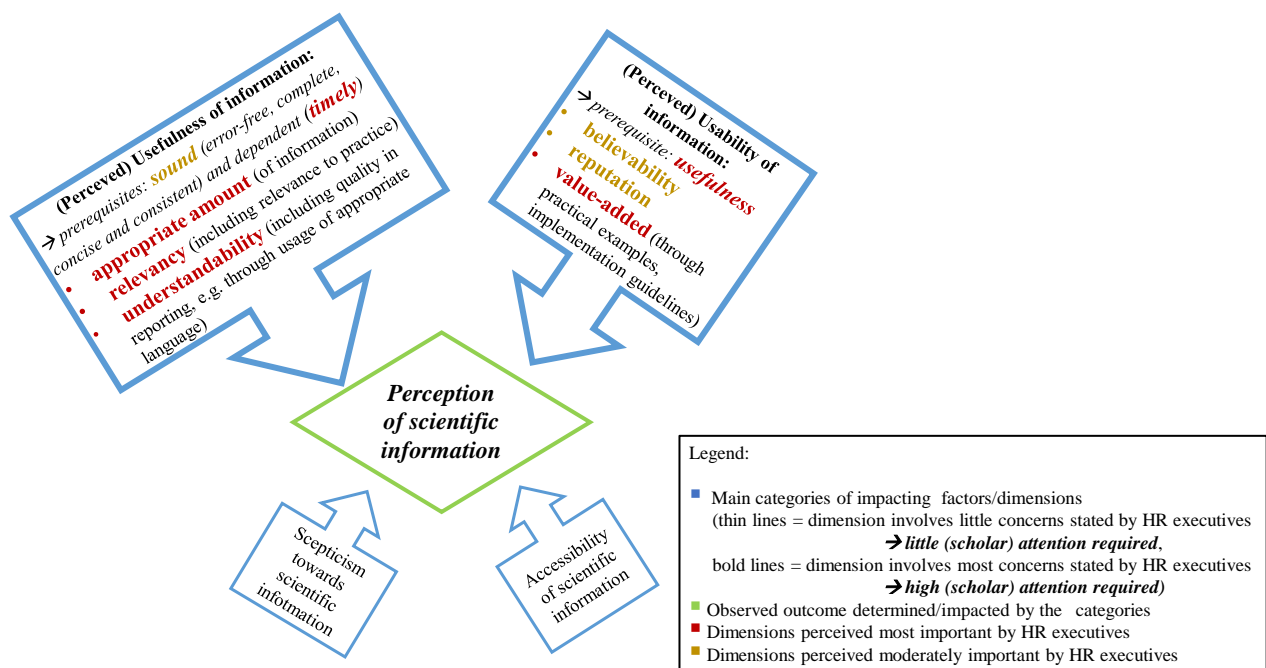 (Perceved) Usefulness of information:
→ prerequisites: sound (error-free, complete,
concise and consistent) and dependent (timely)
• appropriate amount (of information)
• relevancy (including relevance to practice)
• understandability (including quality in
reporting, e.g. through usage of appropriate
language)
(Perceved) Usability of
information:
→ prerequisite: usefulness
• believability
• reputation
• value-added (through
practical examples,
implementation guidelines)
Perception
of scientific
information
Scepticism
towards
scientific
infotmation
Accessibility
of scientific
information
Legend:
Main categories of impacting factors/dimensions
(thin lines = dimension involves little concerns stated by HR executives
→ little (scholar) attention required,
bold lines = dimension involves most concerns stated by HR executives
→ high (scholar) attention required)
Observed outcome determined/impacted by the categories
Dimensions perceived most important by HR executives
Dimensions perceived moderately important by HR executives